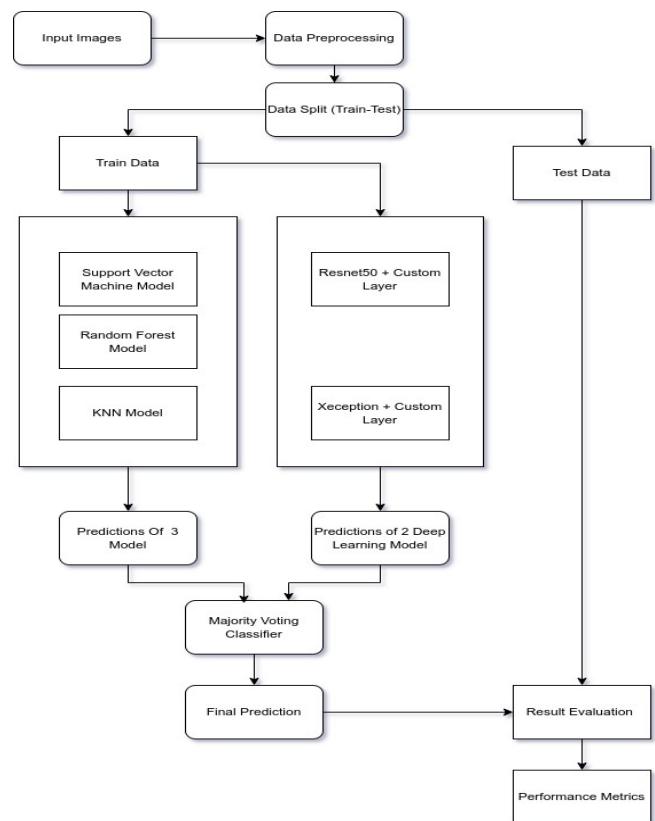 Input Images
Data Preprocessing
Data Split (Train-Test)
Train Data
Test Data
Support Vector
Machine Model
Resnet50 + Custom
Layer
Random Forest
Model
KNN Model
Xeception + Custom
Layer
Predictions Of 3
Model
Predictions of 2 Deep
Learning Model
Majority Voting
Classifier
Final Prediction
Result Evaluation
Performance Metrics